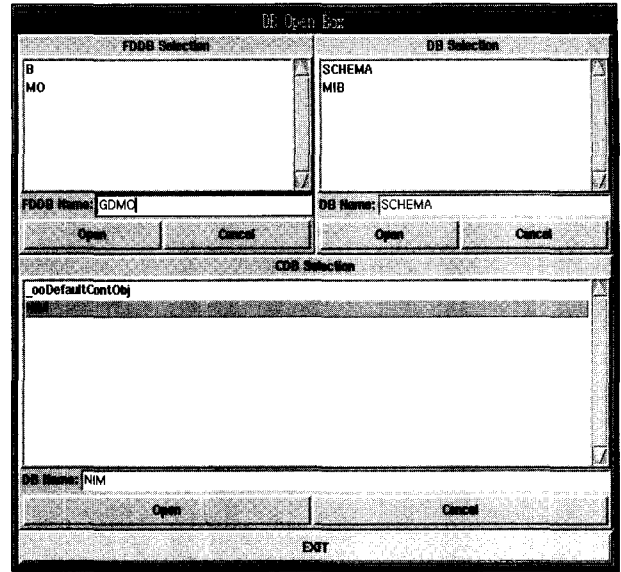 DB Open Box
FDDB Selection
DB Selection
B
MO
SCHEMA
MIB
FDDB Name: GDMO
DB Name: SCHEMA
Open Cancel
Open Cancel
CDB Selection
_ooDefaultContObj
NIM
DB Name: NIM
Open Cancel
EXIT